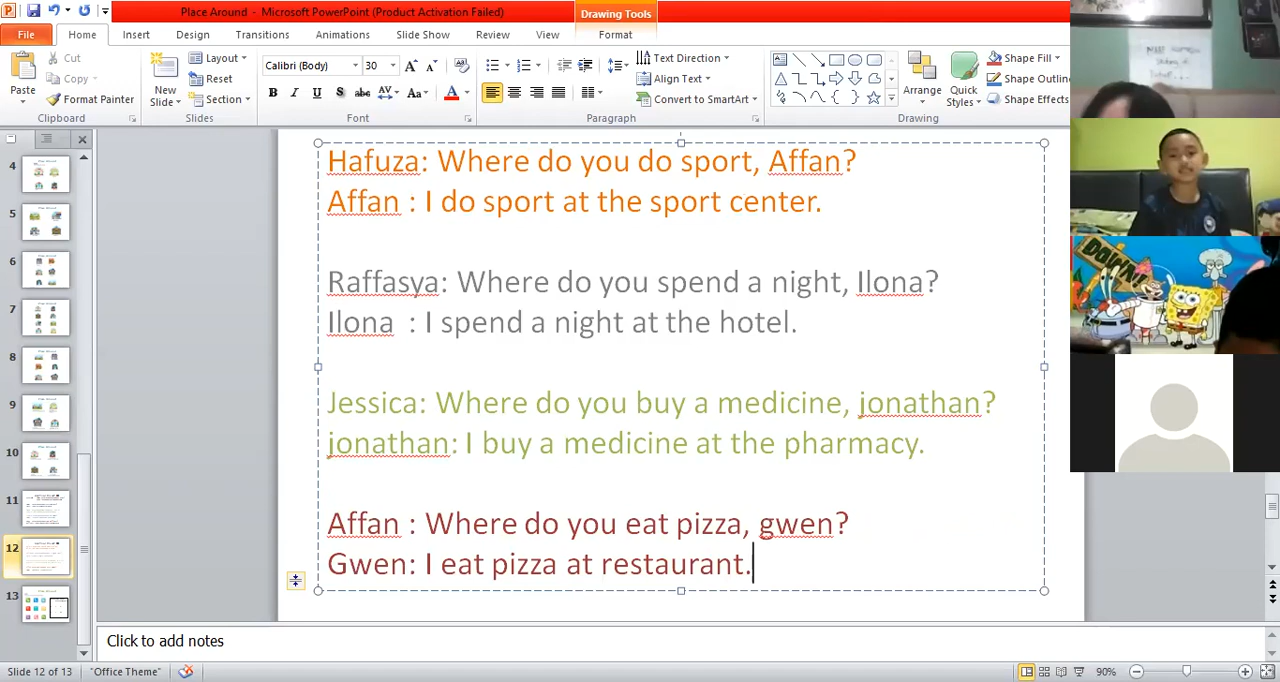 Place Around - Microsoft PowerPoint (Product Activation Failed)
Drawing Tools
File Home Insert Design Transitions Animations Slide Show Review View Format
Paste
Cut
Copy
Format Painter
Clipboard
New Slide
Layout
Reset
Section
Slides
Calibri (Body) 30
B I U S abc AV Aa A
Font
Text Direction
Align Text
Convert to SmartArt
Paragraph
Arrange
Quick Styles
Shape Fill
Shape Outlin
Shape Effects
Drawing
Hafuza: Where do you do sport, Affan?
Affan : I do sport at the sport center.
Raffasya: Where do you spend a night, Ilona?
Ilona : I spend a night at the hotel.
Jessica: Where do you buy a medicine, jonathan?
jonathan: I buy a medicine at the pharmacy.
Affan : Where do you eat pizza, gwen?
Gwen: I eat pizza at restaurant.
4
5
6
7
8
9
10
11
12
13
Click to add notes
Slide 12 of 13
"Office Theme"
90%